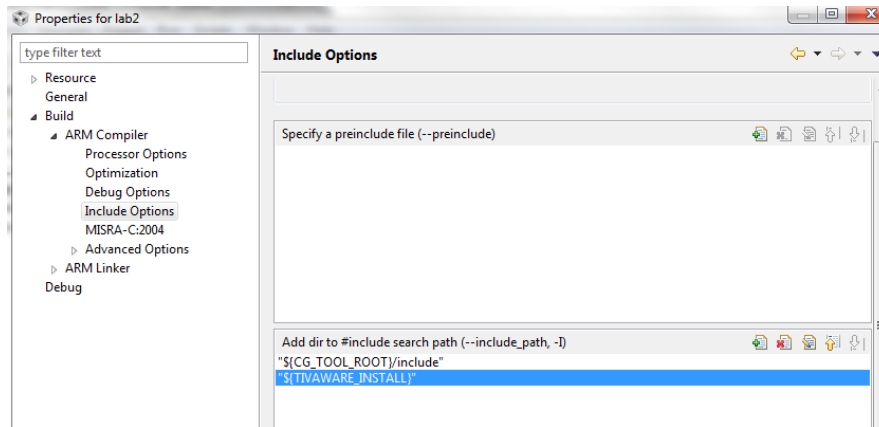 Properties for lab2
type filter text
Include Options
Resource
General
Build
ARM Compiler
Processor Options
Optimization
Debug Options
Include Options
MISRA-C:2004
Advanced Options
ARM Linker
Debug
Specify a preinclude file (--preinclude)
Add dir to #include search path (--include_path, -I)
"${CG_TOOL_ROOT}/include"
"${TIVAWARE_INSTALL}"